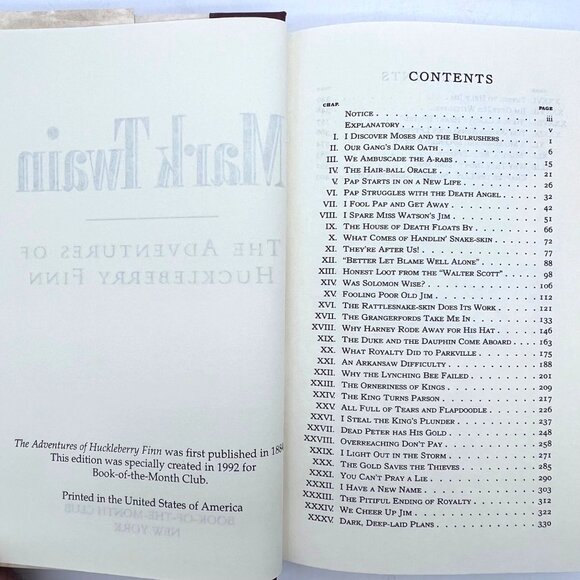 The Adventures of Huckleberry Finn was first published in 1884
This edition was specially created in 1992 for
Book-of-the-Month Club.
Printed in the United States of America
CONTENTS
CHAP. PAGE
Notice iii
Explanatory v
I. I Discover Moses and the Bulrushers 1
II. Our Gang's Dark Oath 6
III. We Ambuscade the A-rabs 15
IV. The Hair-ball Oracle 21
V. Pap Starts in on a New Life 26
VI. Pap Struggles with the Death Angel 32
VII. I Fool Pap and Get Away 42
VIII. I Spare Miss Watson's Jim 51
IX. The House of Death Floats By 66
X. What Comes of Handlin' Snake-skin 72
XI. They're After Us! 77
XII. "Better Let Blame Well Alone" 88
XIII. Honest Loot from the "Walter Scott" 98
XIV. Was Solomon Wise? 106
XV. Fooling Poor Old Jim 112
XVI. The Rattlesnake-skin Does Its Work 120
XVII. The Grangerfords Take Me In 133
XVIII. Why Harney Rode Away for His Hat 146
XIX. The Duke and the Dauphin Come Aboard 163
XX. What Royalty Did to Parkville 175
XXI. An Arkansaw Difficulty 188
XXII. Why the Lynching Bee Failed 201
XXIII. The Orneriness of Kings 209
XXIV. The King Turns Parson 217
XXV. All Full of Tears and Flapdoodle 226
XXVI. I Steal the King's Plunder 237
XXVII. Dead Peter has His Gold 248
XXVIII. Overreaching Don't Pay 258
XXIX. I Light Out in the Storm 271
XXX. The Gold Saves the Thieves 285
XXXI. You Can't Pray a Lie 290
XXXII. I Have a New Name 303
XXXIII. The Pitiful Ending of Royalty 312
XXXIV. We Cheer Up Jim 322
XXXV. Dark, Deep-laid Plans 330